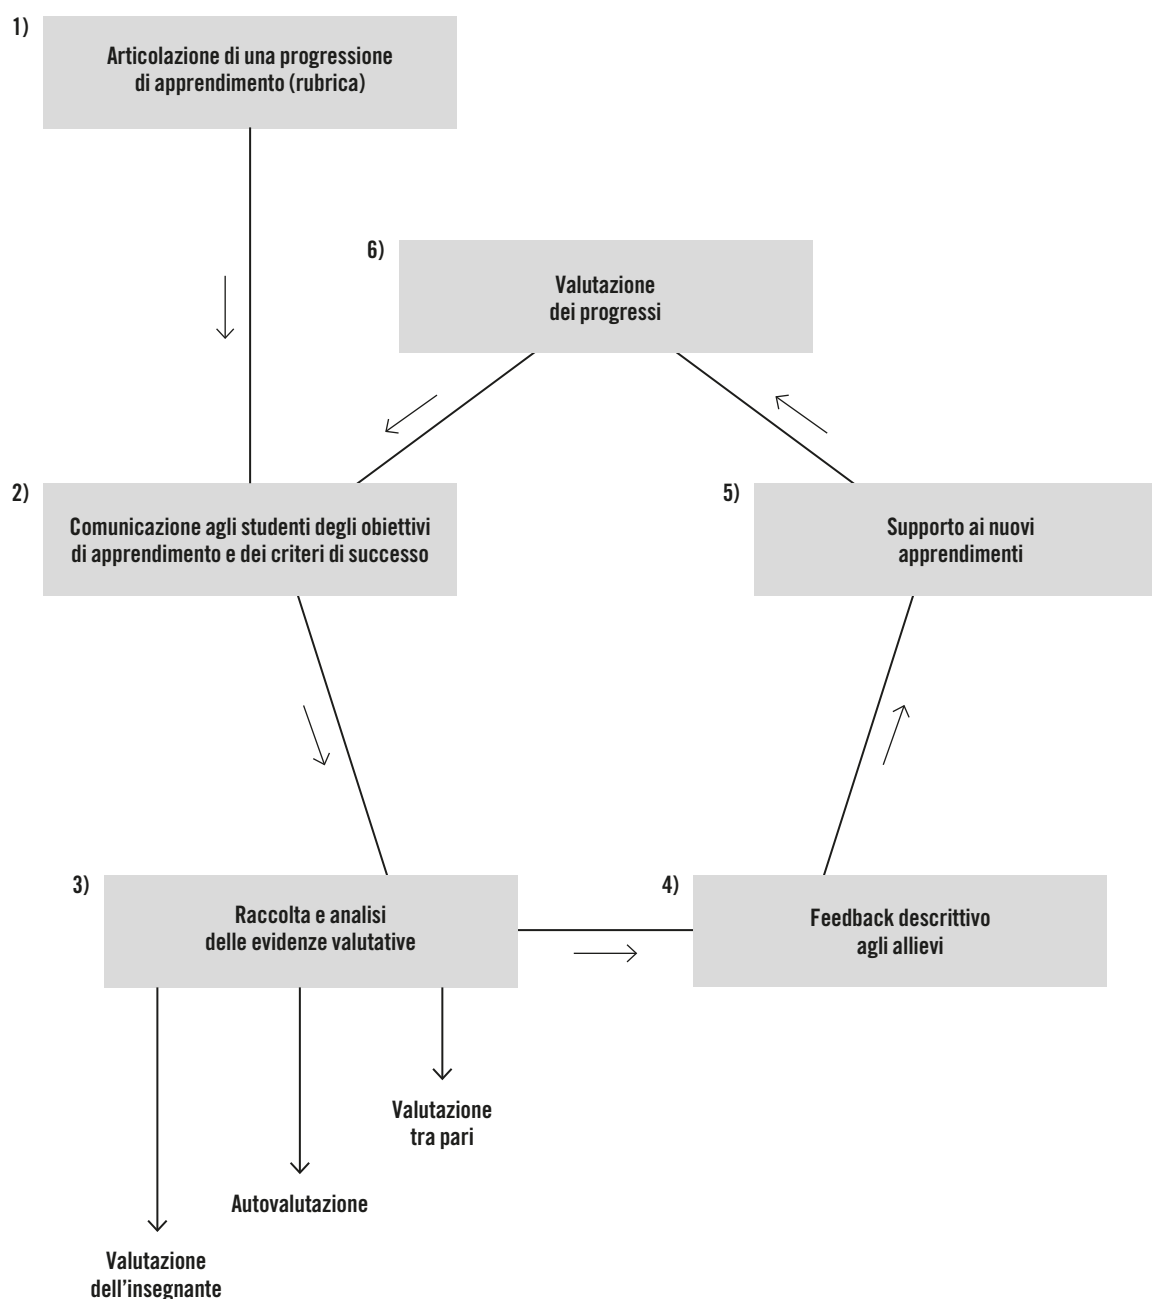 1)
Articolazione di una progressione
di apprendimento (rubrica)
6)
Valutazione
dei progressi
2)
Comunicazione agli studenti degli obiettivi
di apprendimento e dei criteri di successo
5)
Supporto ai nuovi
apprendimenti
3)
Raccolta e analisi
delle evidenze valutative
4)
Feedback descrittivo
agli allievi
Valutazione
tra pari
Autovalutazione
Valutazione
dell'insegnante